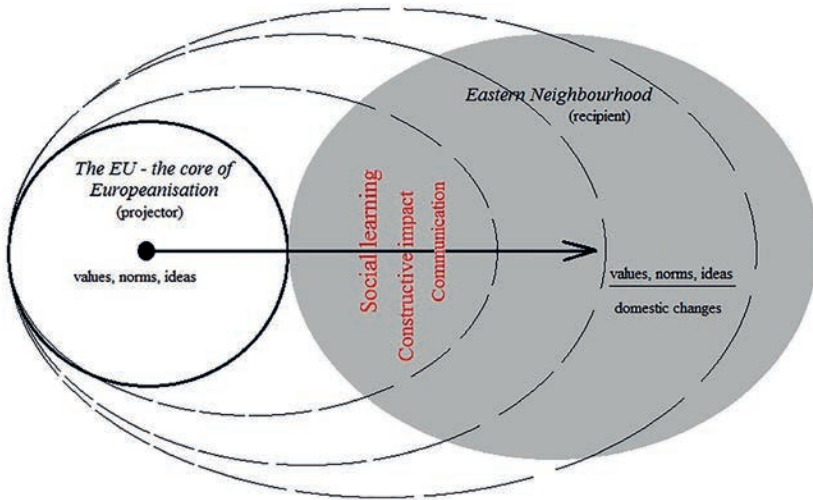 The EU - the core of
Europeanisation
(projector)
values, norms, ideas
Social learning
Constructive impact
Communication
Eastern Neighbourhood
(recipient)
values, norms, ideas
domestic changes